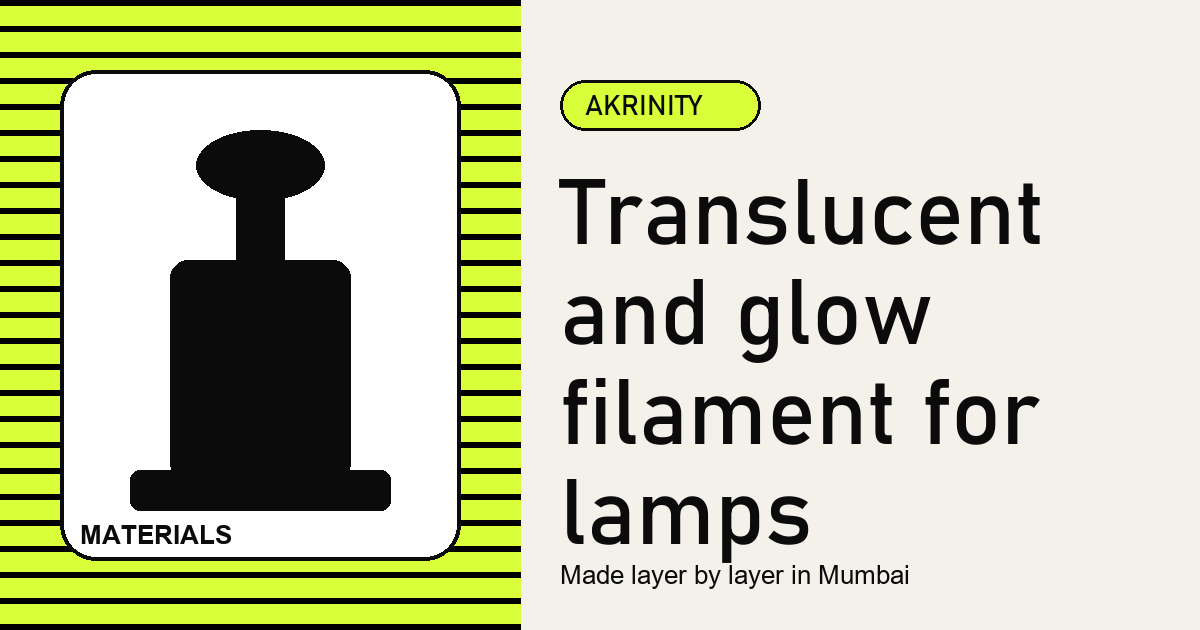 MATERIALS
AKRINITY
Translucent
and glow
filament for
lamps
Made layer by layer in Mumbai